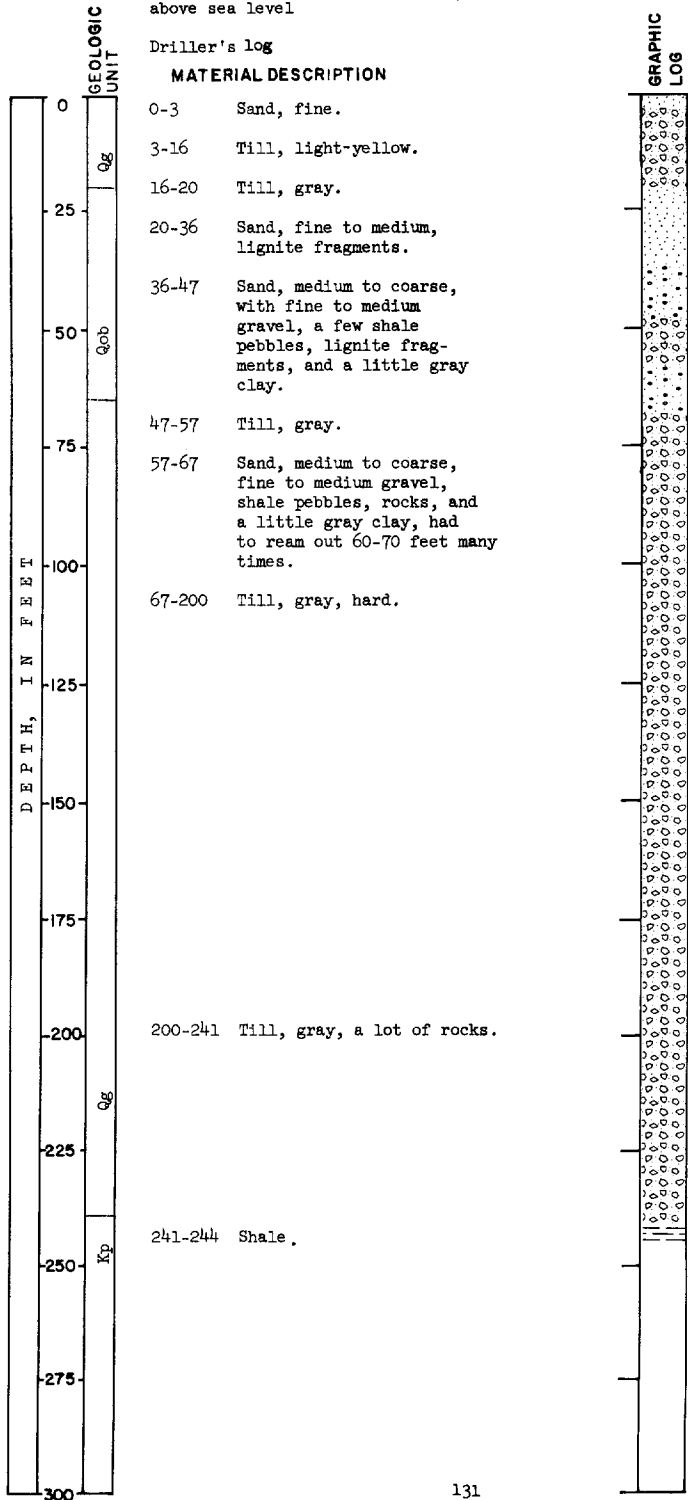 above sea level
Driller's log
GEOLOGIC
UNIT
MATERIAL DESCRIPTION
GRAPHIC
LOG
DEPTH, IN FEET
0
25
50
75
100
125
150
175
200
225
250
275
300
Qg
Qob
Qg
Kp
0-3 Sand, fine.
3-16 Till, light-yellow.
16-20 Till, gray.
20-36 Sand, fine to medium,
lignite fragments.
36-47 Sand, medium to coarse,
with fine to medium
gravel, a few shale
pebbles, lignite frag-
ments, and a little gray
clay.
47-57 Till, gray.
57-67 Sand, medium to coarse,
fine to medium gravel,
shale pebbles, rocks, and
a little gray clay, had
to ream out 60-70 feet many
times.
67-200 Till, gray, hard.
200-241 Till, gray, a lot of rocks.
241-244 Shale.
131